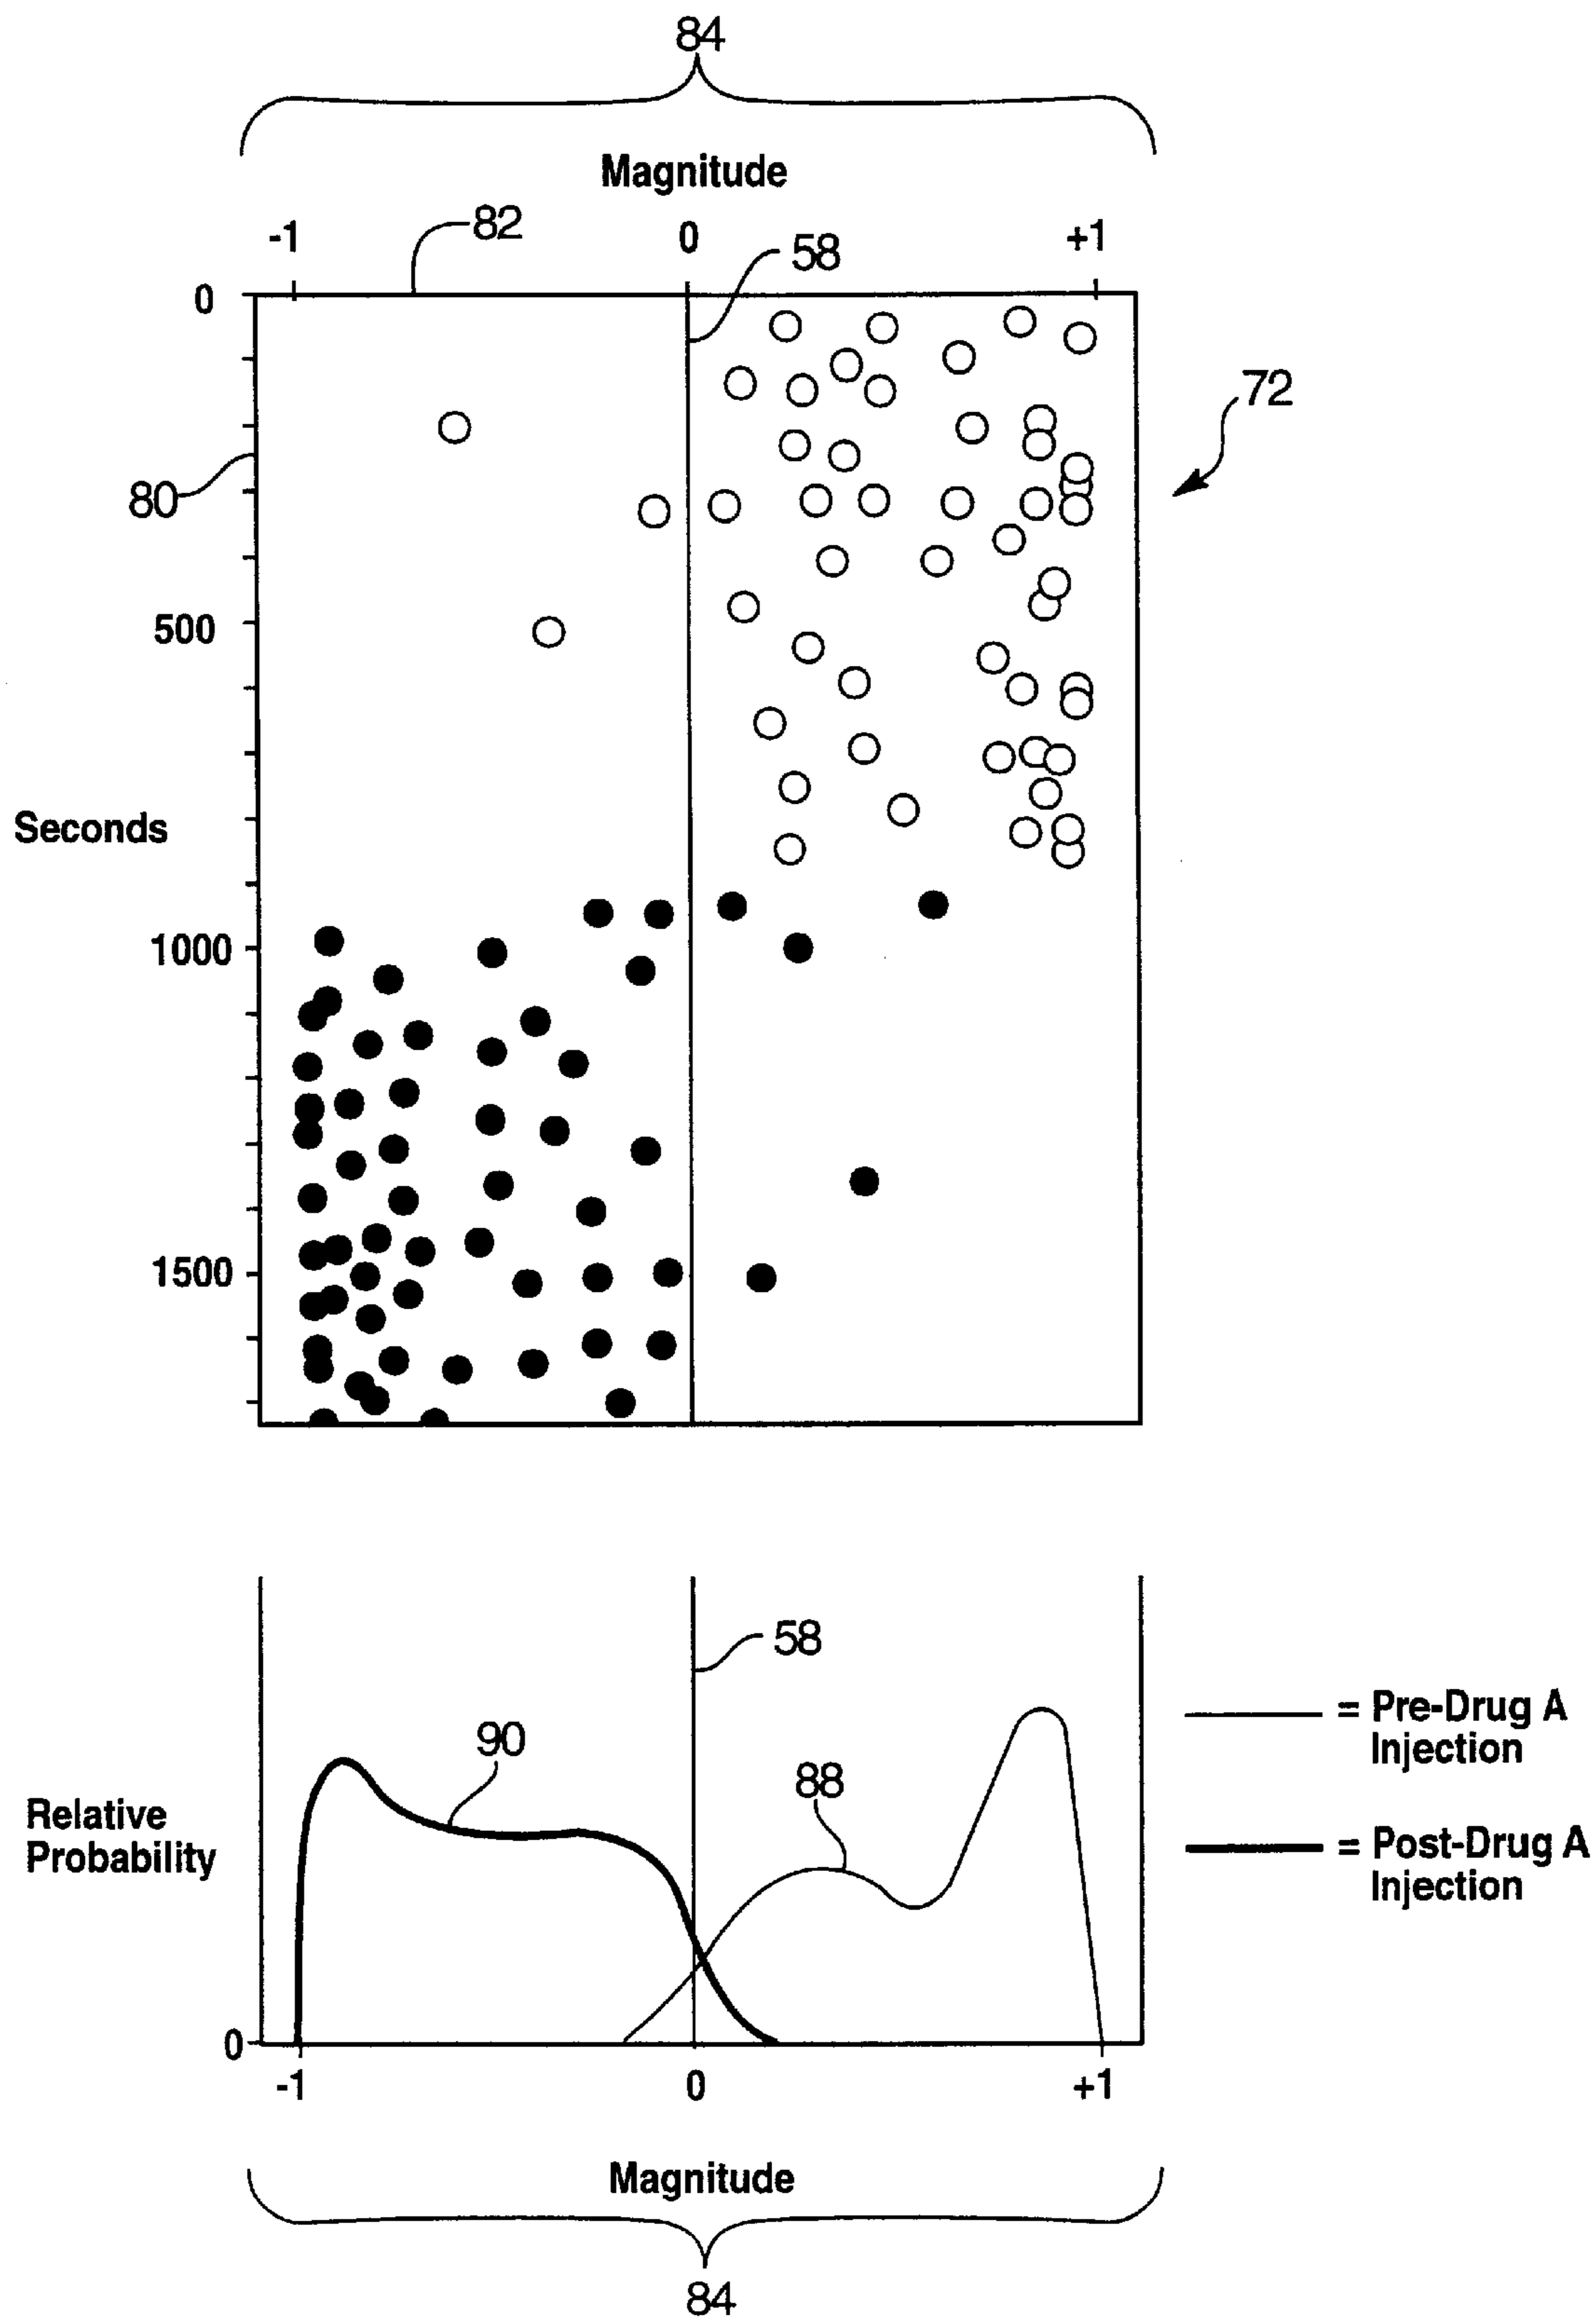 84
Magnitude
-1 0 +1
82
58
0
72
80
500
Seconds
1000
1500
58
= Pre-Drug A
Injection
90
88
Relative
Probability
= Post-Drug A
Injection
0
-1 0 +1
Magnitude
84